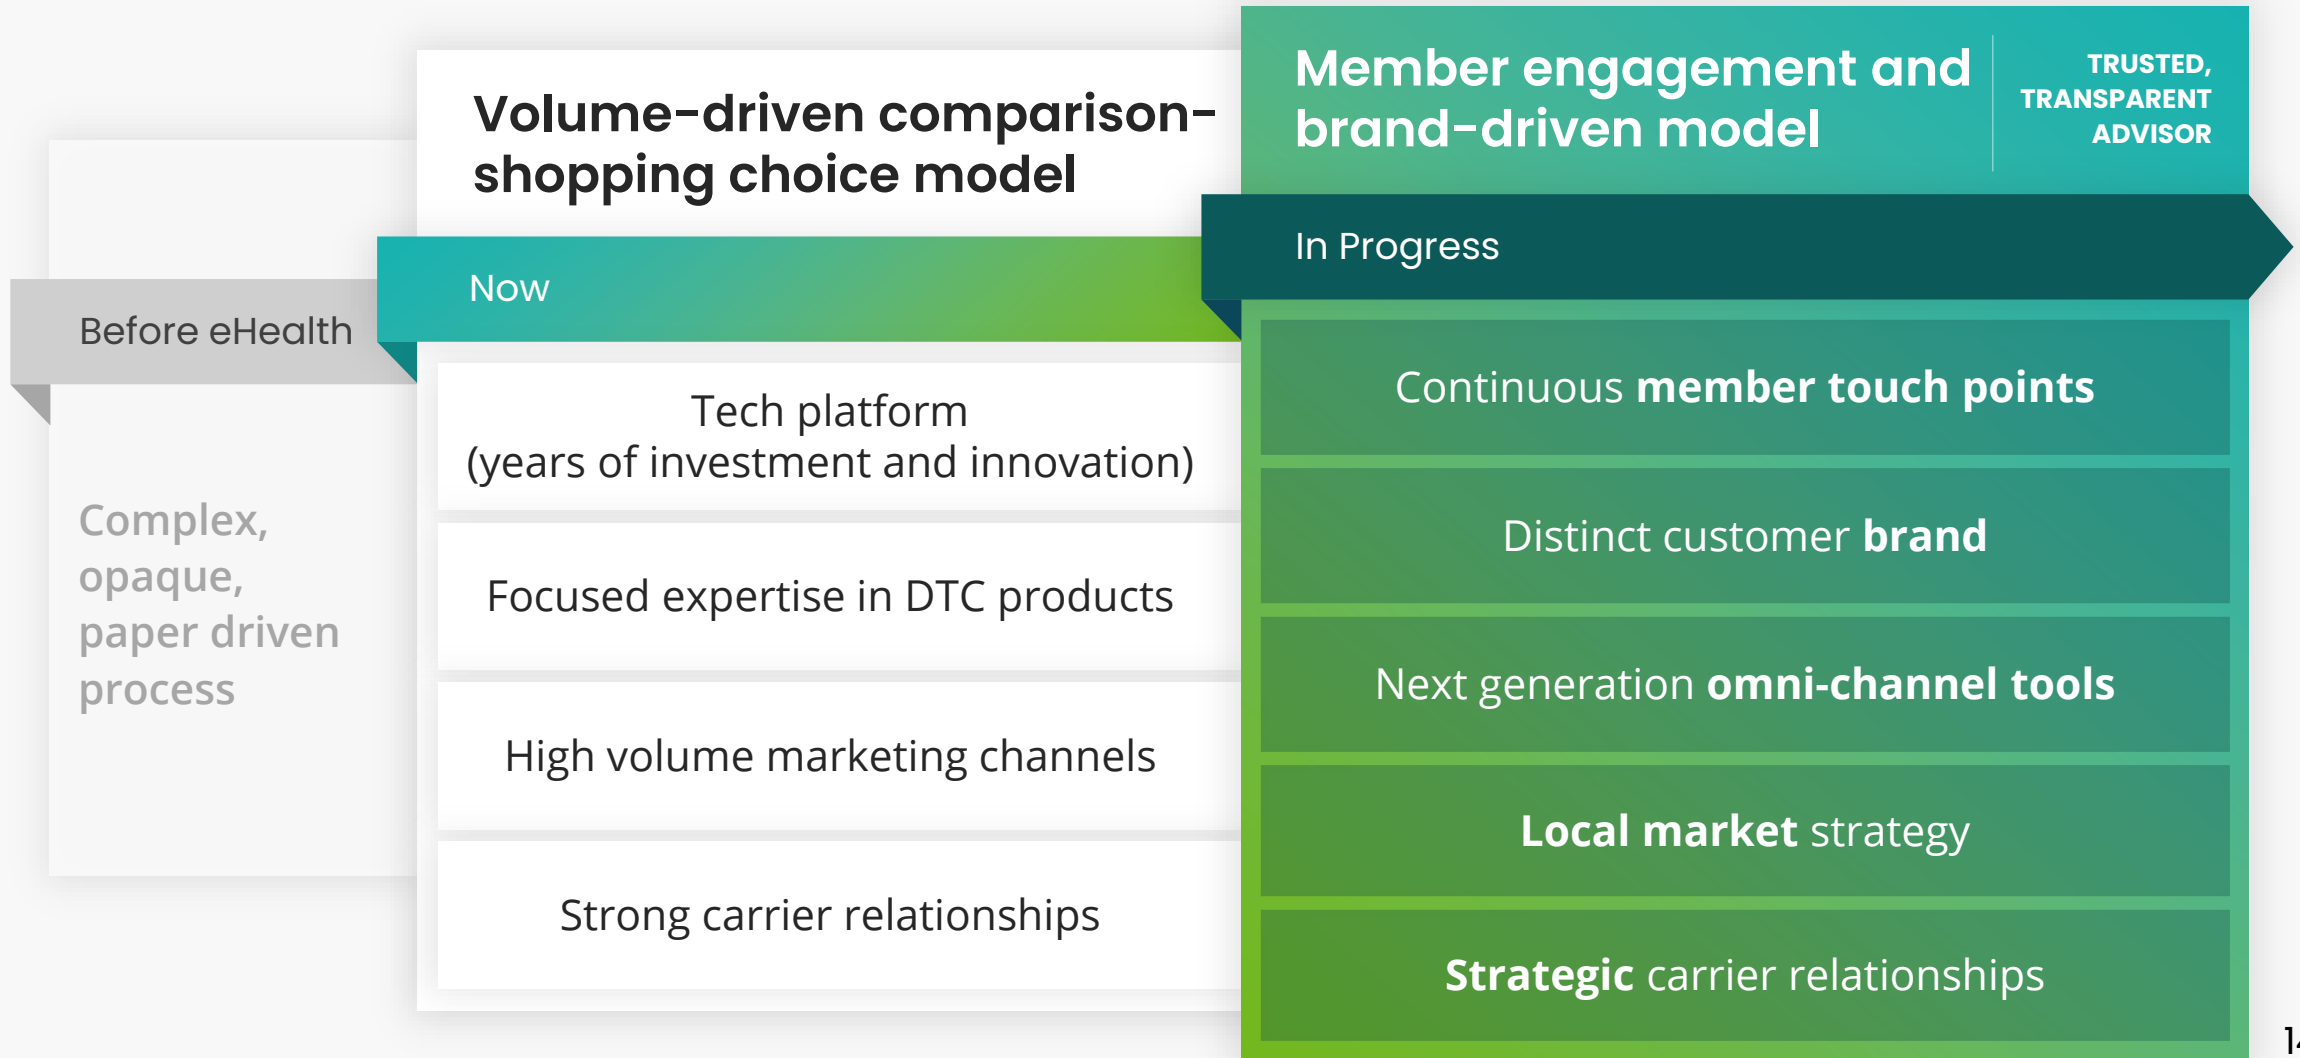 Before eHealth
Complex,
opaque,
paper driven
process
Volume-driven comparison-
shopping choice model
Now
Tech platform
(years of investment and innovation)
Focused expertise in DTC products
High volume marketing channels
Strong carrier relationships
Member engagement and
brand-driven model
TRUSTED,
TRANSPARENT
ADVISOR
In Progress
Continuous member touch points
Distinct customer brand
Next generation omni-channel tools
Local market strategy
Strategic carrier relationships